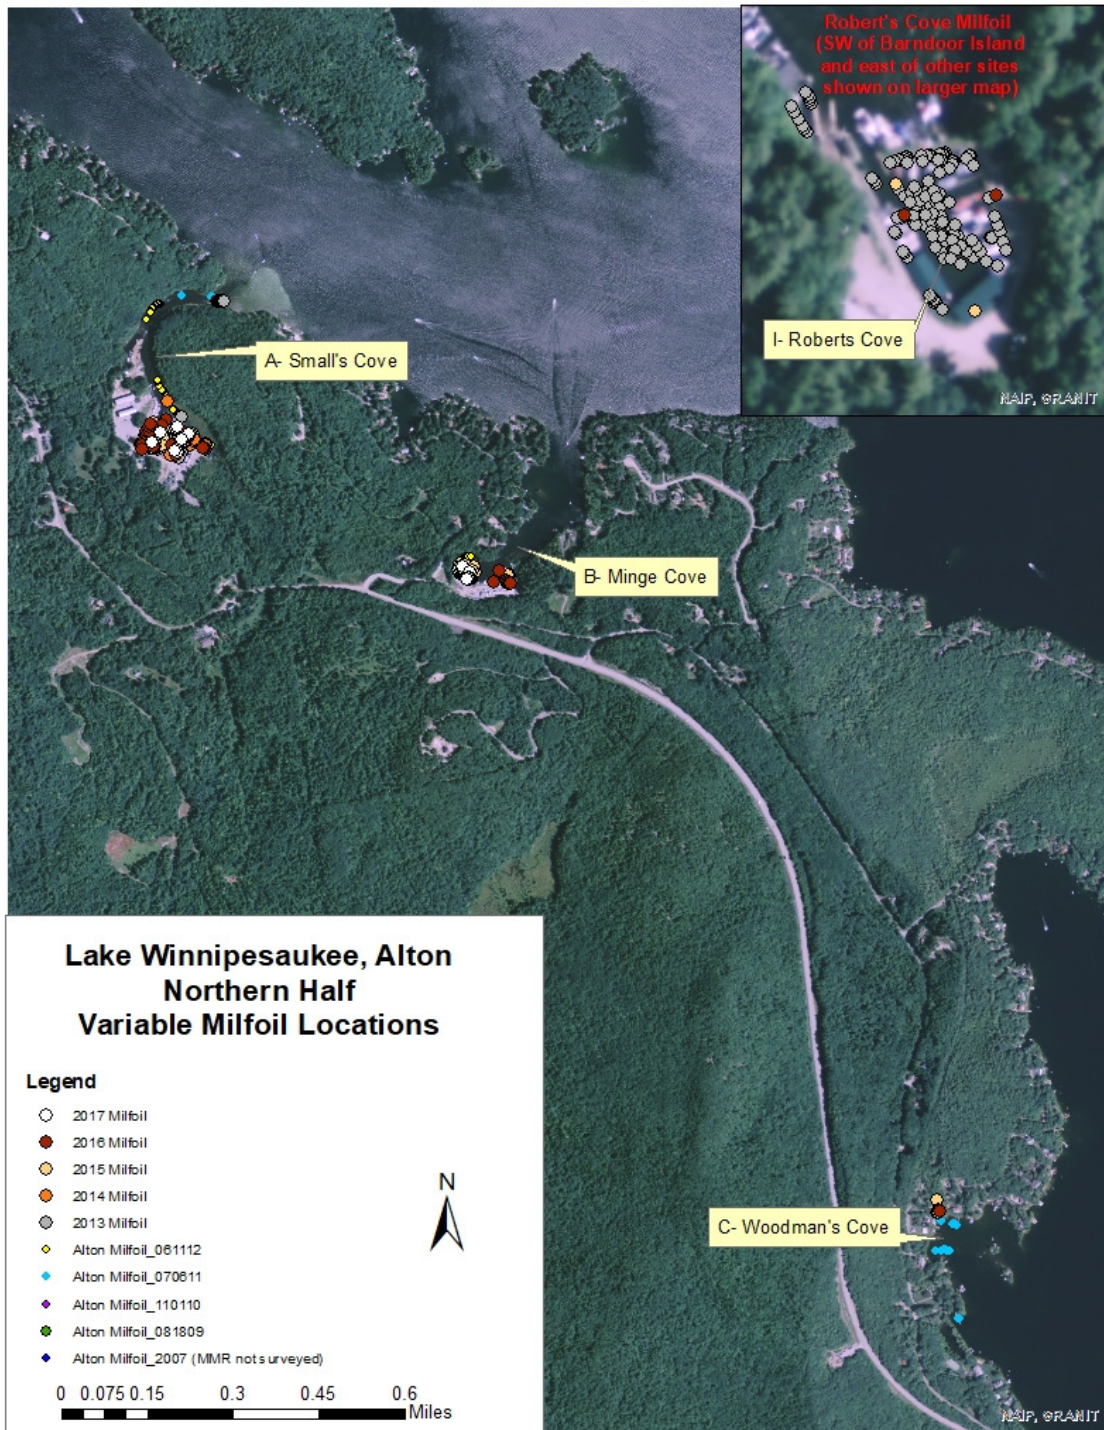 Robert's Cove Milfoil
(SW of Barndoor Island
and east of other sites
shown on larger map)
I- Roberts Cove
NAIP, GRANIT
A- Small's Cove
B- Minge Cove
C- Woodman's Cove
Lake Winnipesaukee, Alton
Northern Half
Variable Milfoil Locations
Legend
2017 Milfoil
2016 Milfoil
2015 Milfoil
2014 Milfoil
2013 Milfoil
Alton Milfoil_061112
Alton Milfoil_070611
Alton Milfoil_110110
Alton Milfoil_081809
Alton Milfoil_2007 (MMR not surveyed)
N
0 0.075 0.15 0.3 0.45 0.6
Miles
NAIP, GRANIT